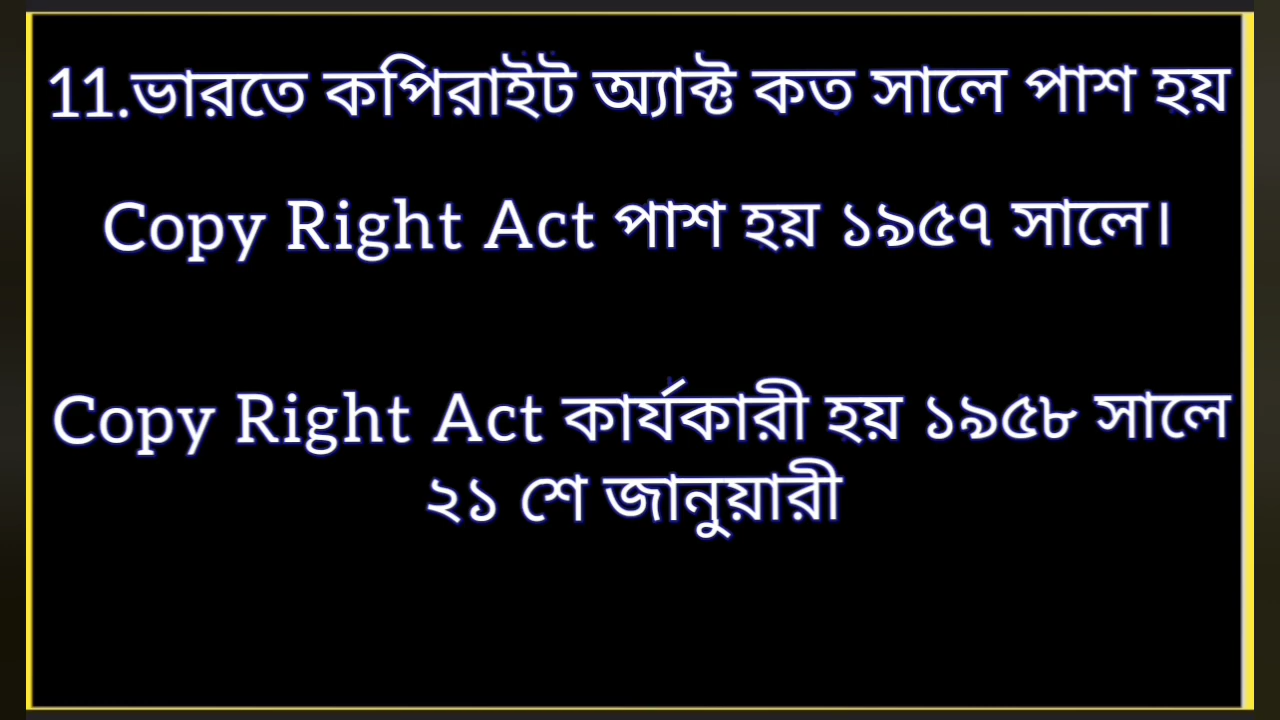 11.ভারতে কপিরাইট অ্যাক্ট কত সালে পাশ হয়
Copy Right Act পাশ হয় ১৯৫৭ সালে।
Copy Right Act কার্যকারী হয় ১৯৫৮ সালে
২১ শে জানুয়ারী